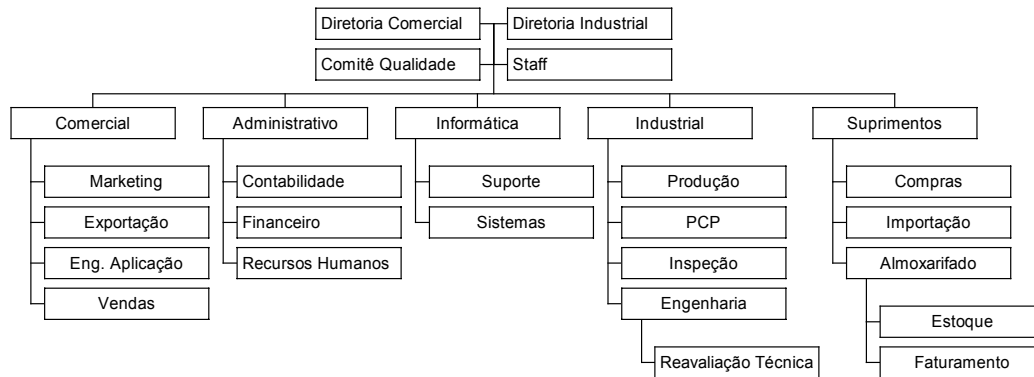 Diretoria Comercial
Diretoria Industrial
Comitê Qualidade
Staff
Comercial
Administrativo
Informática
Industrial
Suprimentos
Marketing
Contabilidade
Suporte
Produção
Compras
Exportação
Financeiro
Sistemas
PCP
Importação
Eng. Aplicação
Recursos Humanos
Inspeção
Almoxarifado
Vendas
Engenharia
Estoque
Reavaliação Técnica
Faturamento